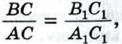 BC/AC = B₁C₁/A₁C₁,